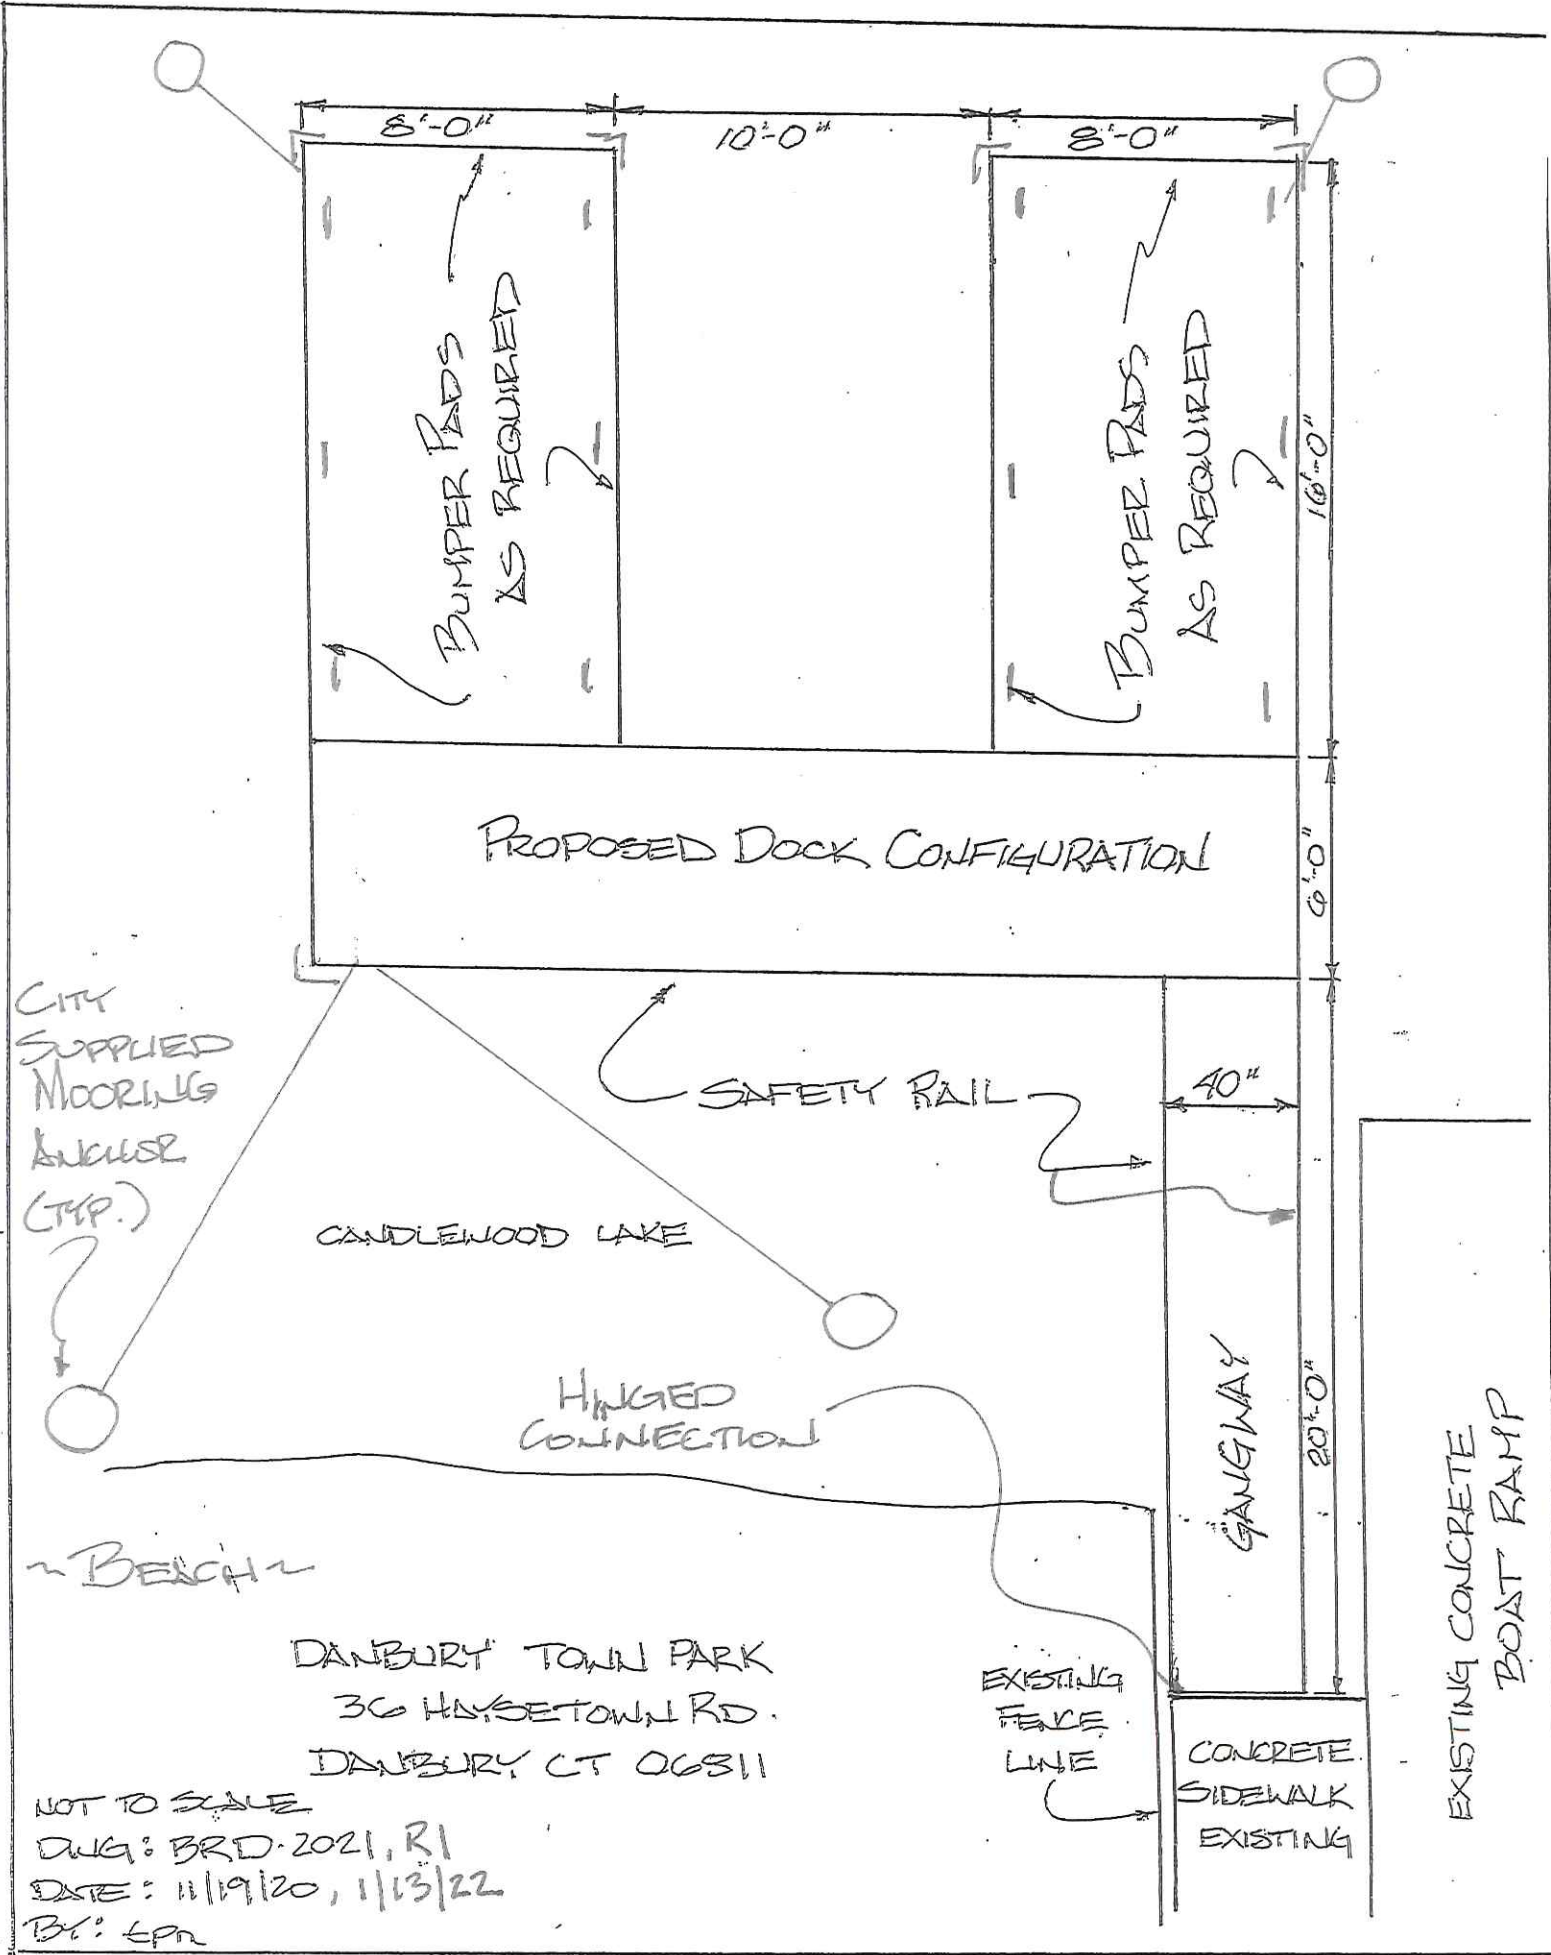 8'-0"
10'-0"
8'-0"
BUMPER PADS
AS REQUIRED
BUMPER PADS
AS REQUIRED
16'-0"
PROPOSED DOCK CONFIGURATION
6'-0"
CITY
SUPPLIED
MOORING
ANCHOR
(TYP.)
SAFETY RAIL
40"
CANDLEWOOD LAKE
HINGED
CONNECTION
GANGWAY
20'-0"
EXISTING CONCRETE
BOAT RAMP
~BEACH~
DANBURY TOWN PARK
36 HAYSETOWN RD.
DANBURY, CT 06811
EXISTING
FENCE
LINE
CONCRETE
SIDEWALK
EXISTING
NOT TO SCALE
DWG: BRD-2021, R1
DATE: 11/19/20, 1/13/22
BY: